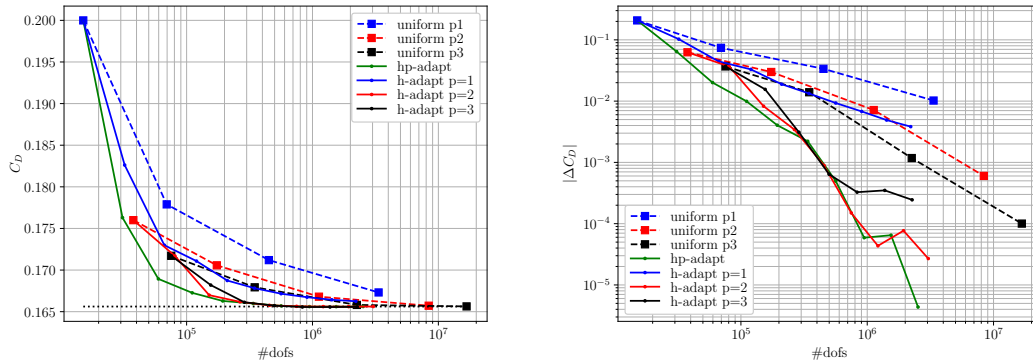 0.200
0.195
0.190
0.185
0.180
0.175
0.170
0.165
C_D
10^5
10^6
10^7
#dofs
uniform p1
uniform p2
uniform p3
hp-adapt
h-adapt p=1
h-adapt p=2
h-adapt p=3
10^{-1}
10^{-2}
10^{-3}
10^{-4}
10^{-5}
|ΔC_D|
10^5
10^6
10^7
#dofs
uniform p1
uniform p2
uniform p3
hp-adapt
h-adapt p=1
h-adapt p=2
h-adapt p=3